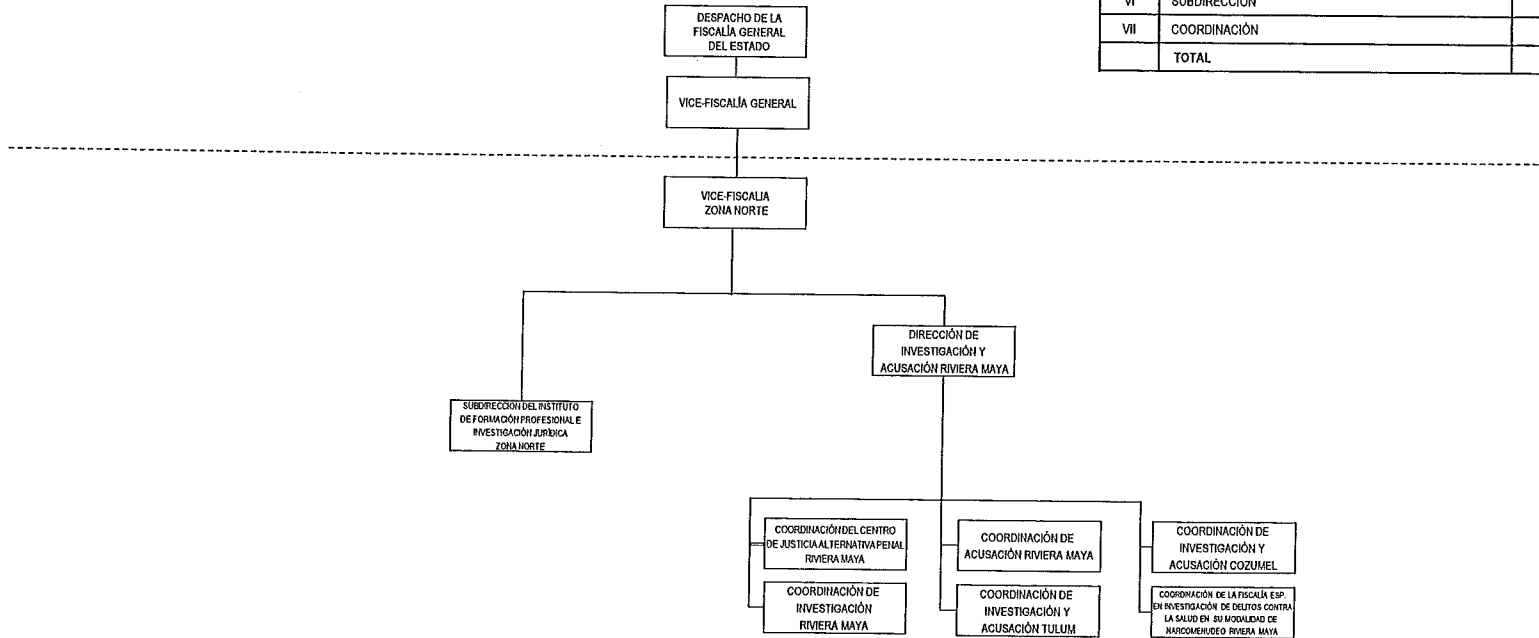 VI SUBDIRECCIÓN
VII COORDINACIÓN
TOTAL
DESPACHO DE LA
FISCALÍA GENERAL
DEL ESTADO
VICE-FISCALÍA GENERAL
VICE-FISCALIA
ZONA NORTE
DIRECCIÓN DE
INVESTIGACIÓN Y
ACUSACIÓN RIVIERA MAYA
SUBDIRECCIÓN DEL INSTITUTO
DE FORMACIÓN PROFESIONAL E
INVESTIGACIÓN JURÍDICA
ZONA NORTE
COORDINACIÓN DEL CENTRO
DE JUSTICIA ALTERNATIVA PENAL
RIVIERA MAYA
COORDINACIÓN DE
ACUSACIÓN RIVIERA MAYA
COORDINACIÓN DE
INVESTIGACIÓN Y
ACUSACIÓN COZUMEL
COORDINACIÓN DE
INVESTIGACIÓN
RIVIERA MAYA
COORDINACIÓN DE
INVESTIGACIÓN Y
ACUSACIÓN TULUM
COORDINACIÓN DE LA FISCALÍA ESP.
EN INVESTIGACIÓN DE DELITOS CONTRA
LA SALUD EN SU MODALIDAD DE
NARCOMENUDEO RIVIERA MAYA